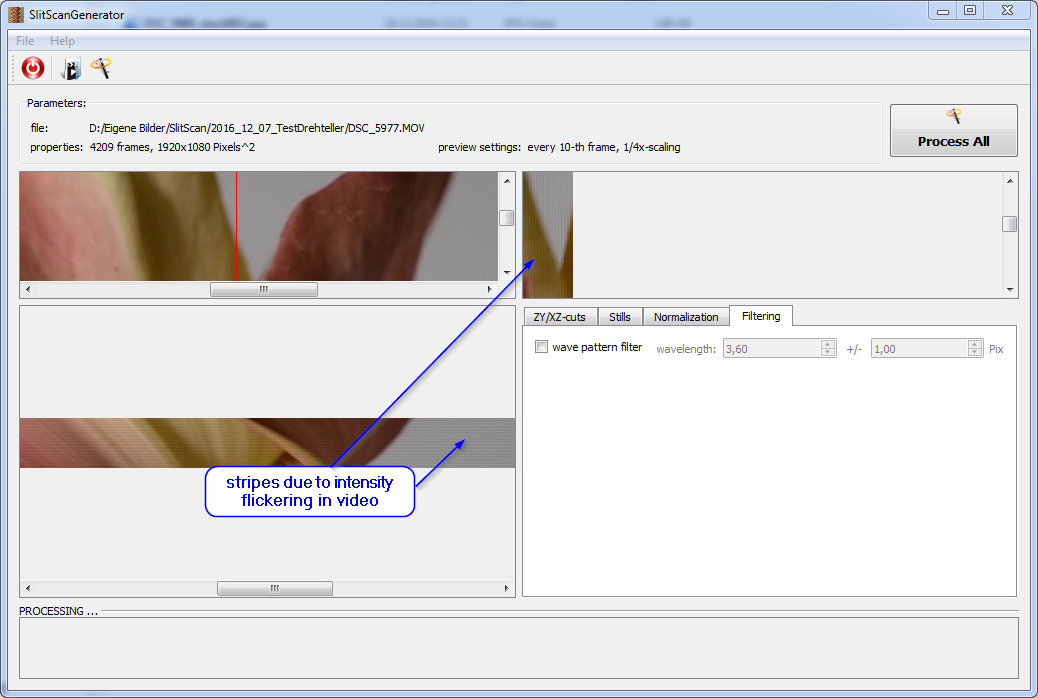 SlitScanGenerator
File Help
Parameters:
file: D:/Eigene Bilder/SlitScan/2016_12_07_TestDrehteller/DSC_5977.MOV
properties: 4209 frames, 1920x1080 Pixels^2 preview settings: every 10-th frame, 1/4x-scaling
Process All
ZY/XZ-cuts Stills Normalization Filtering
wave pattern filter wavelength: 3,60 +/- 1,00 Pix
stripes due to intensity
flickering in video
PROCESSING ...